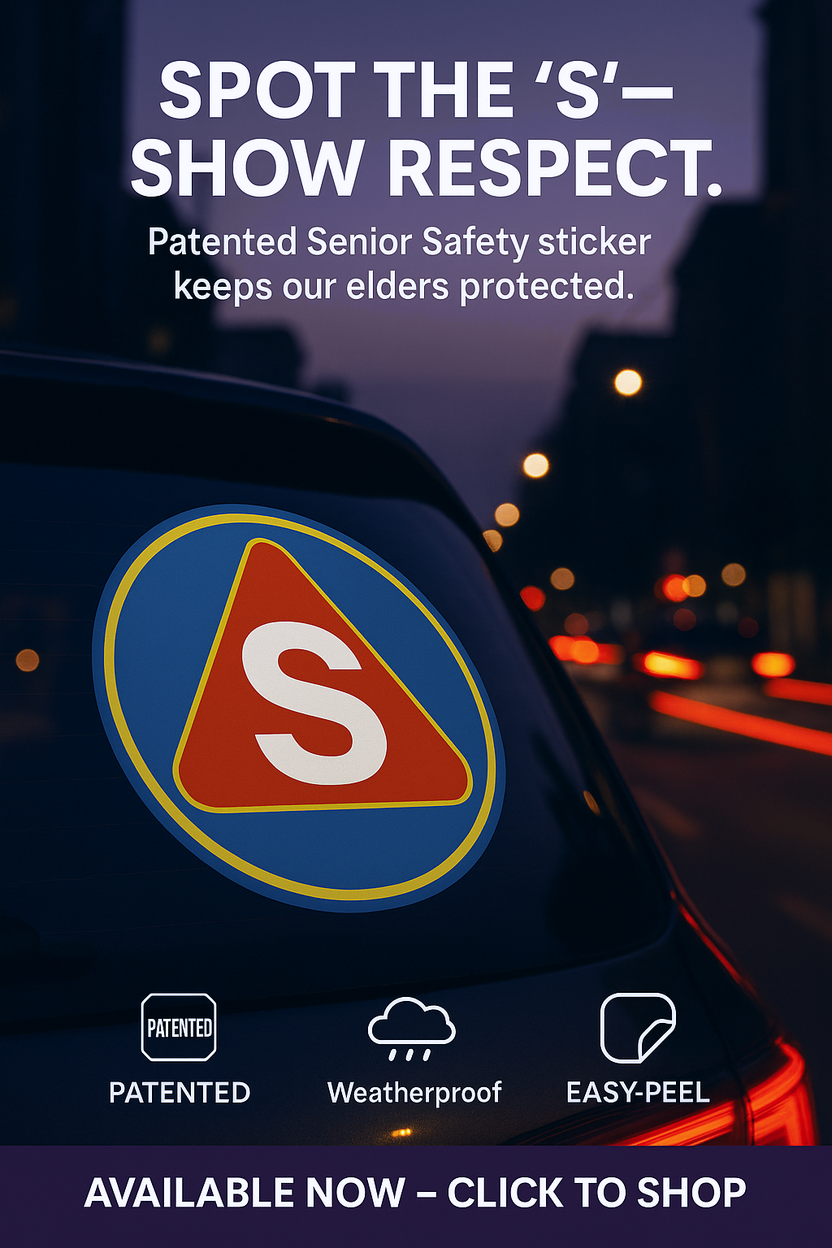 SPOT THE ‘S’–
SHOW RESPECT.
Patented Senior Safety sticker
keeps our elders protected.
S
PATENTED
PATENTED
Weatherproof
EASY-PEEL
AVAILABLE NOW – CLICK TO SHOP